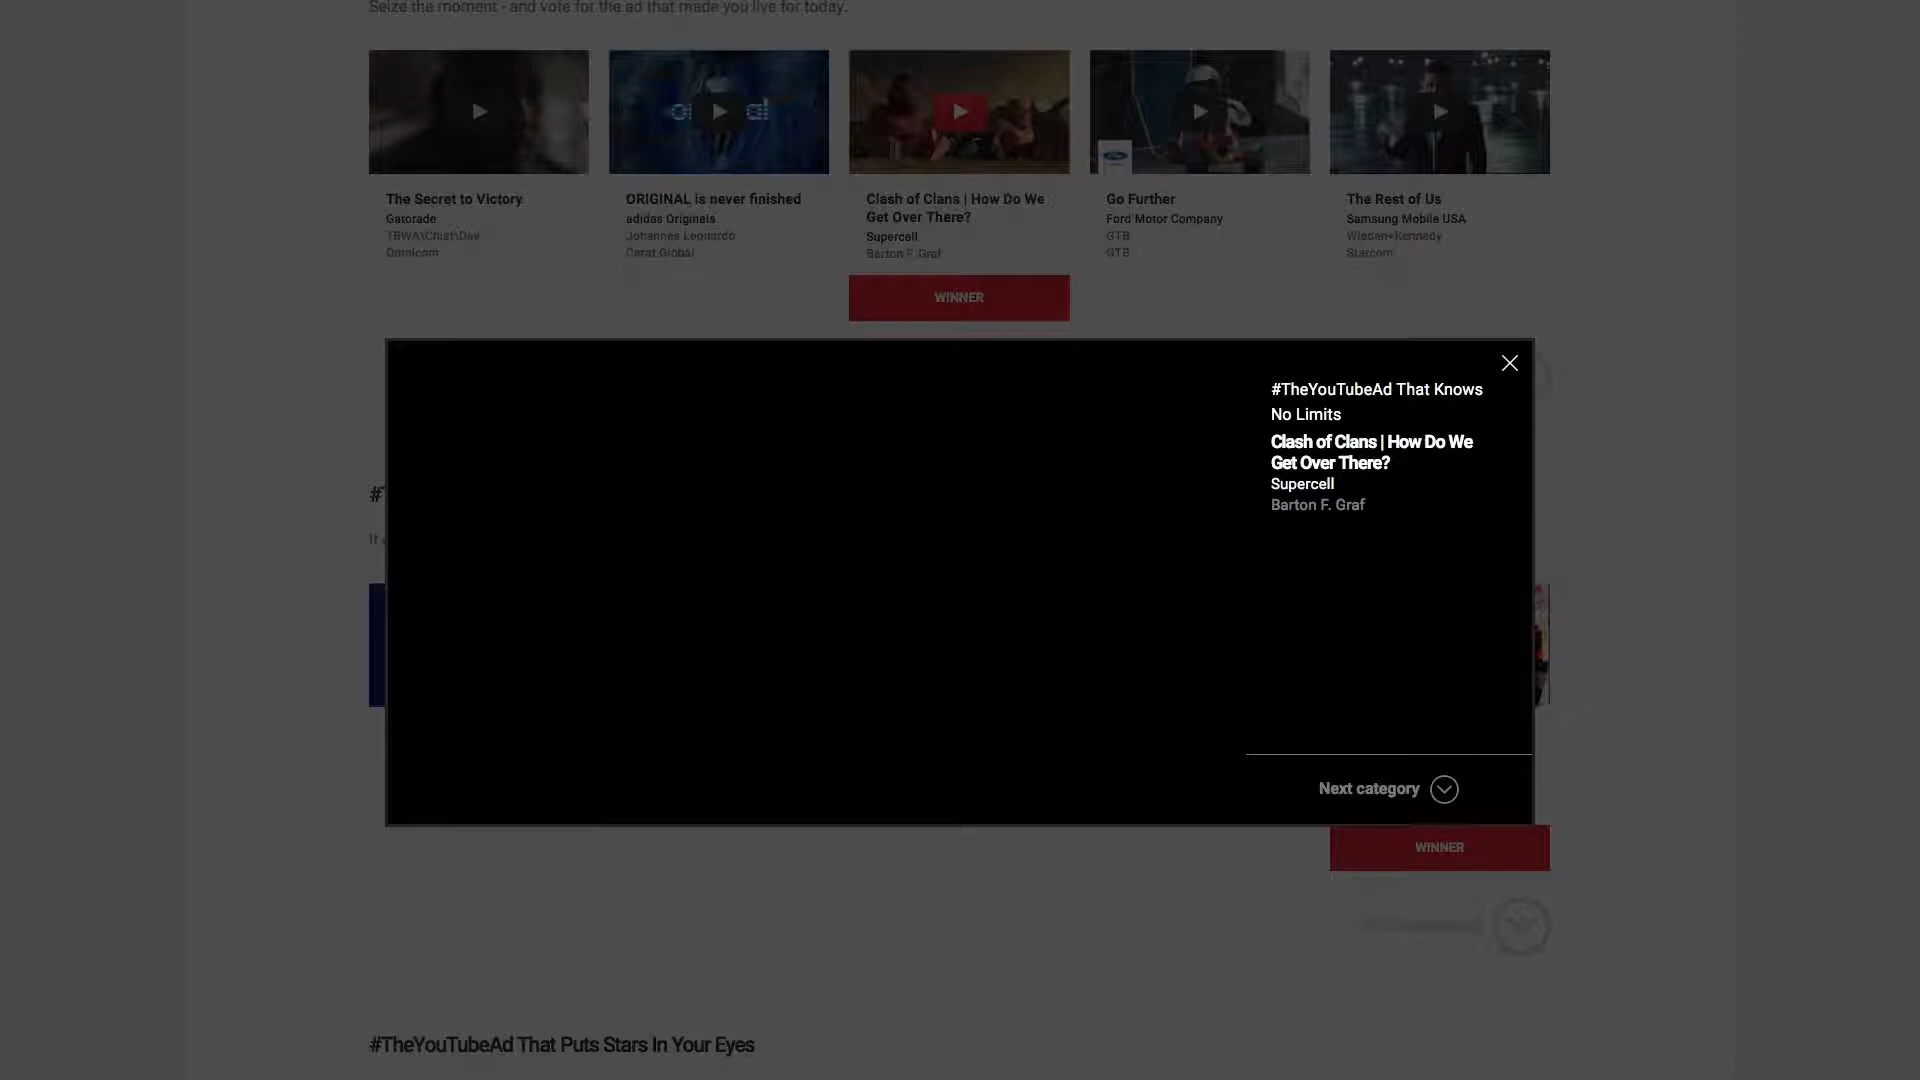 Seize the moment - and vote for the ad that made you live for today.
The Secret to Victory
Gatorade
TBWA\Chiat\Day
Omnicom
ORIGINAL is never finished
adidas Originals
Johannes Leonardo
Carat Global
Clash of Clans | How Do We
Get Over There?
Supercell
Barton F. Graf
WINNER
Go Further
Ford Motor Company
GTB
GTB
The Rest of Us
Samsung Mobile USA
Wieden+Kennedy
Starcom
#TheYouTubeAd That Knows
No Limits
Clash of Clans | How Do We
Get Over There?
Supercell
Barton F. Graf
Next category
WINNER
#TheYouTubeAd That Puts Stars In Your Eyes